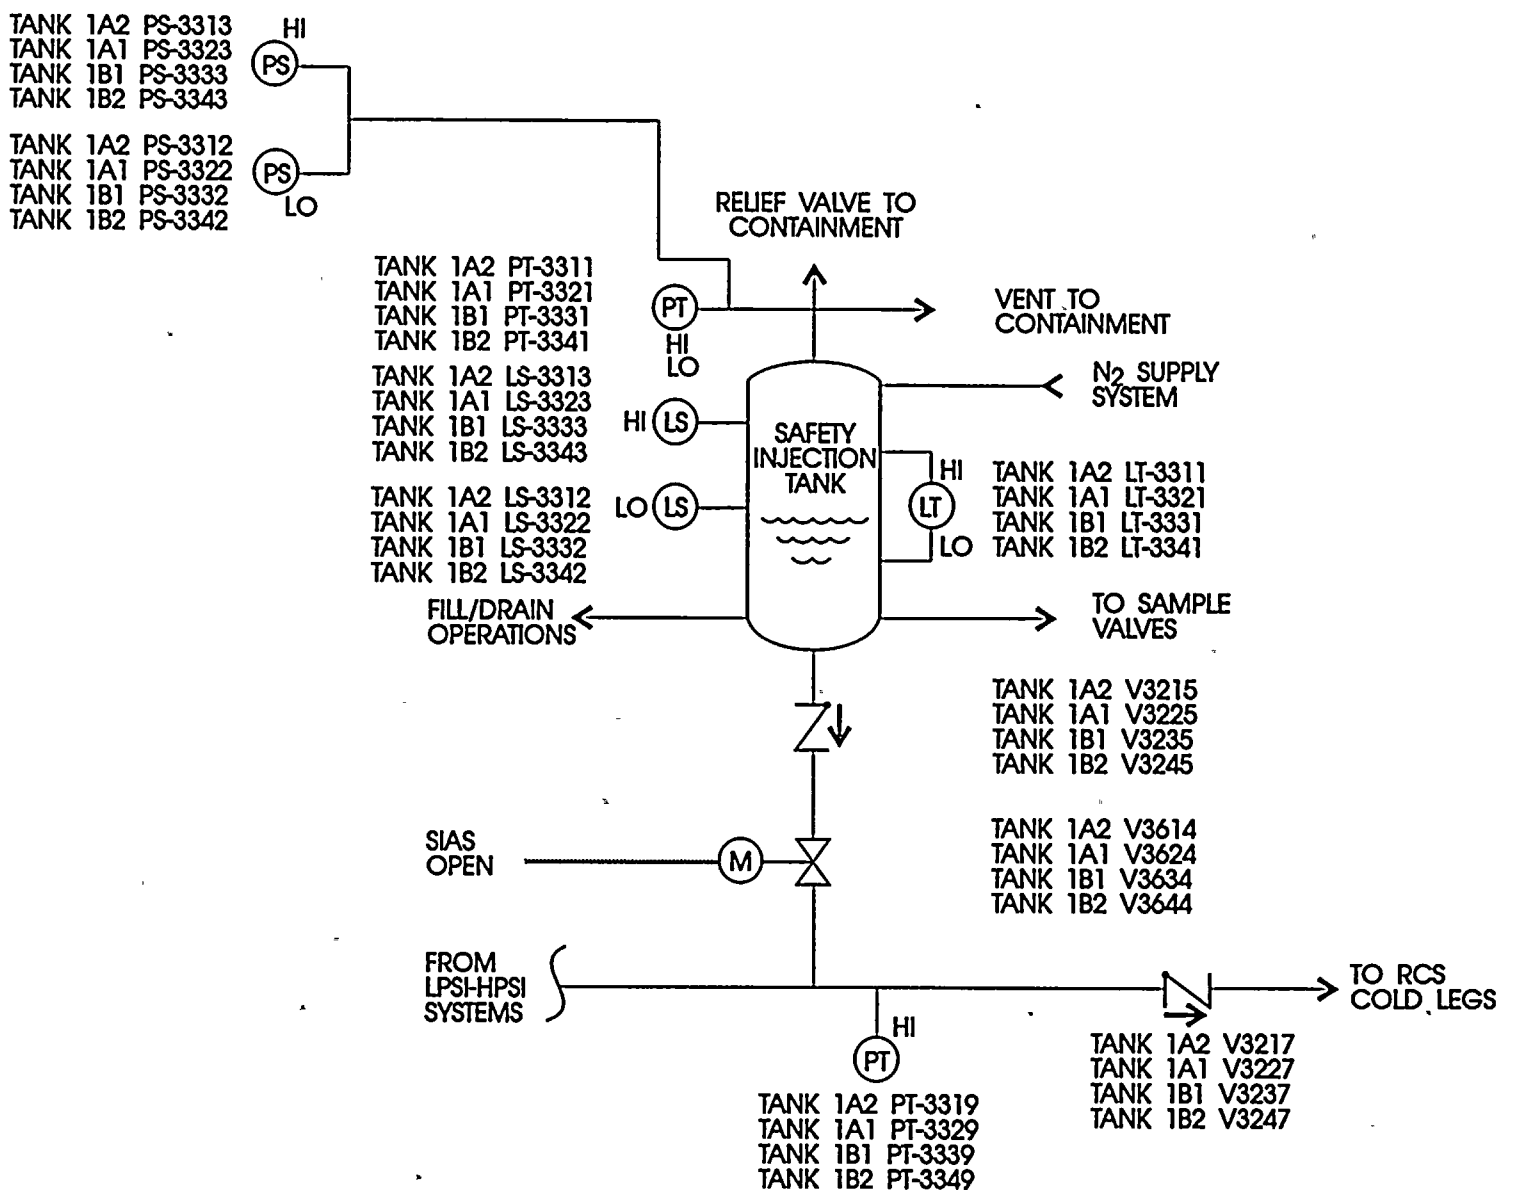 TANK 1A2 PS-3313
TANK 1A1 PS-3323
TANK 1B1 PS-3333
TANK 1B2 PS-3343
HI
PS
TANK 1A2 PS-3312
TANK 1A1 PS-3322
TANK 1B1 PS-3332
TANK 1B2 PS-3342
PS
LO
RELIEF VALVE TO
CONTAINMENT
TANK 1A2 PT-3311
TANK 1A1 PT-3321
TANK 1B1 PT-3331
TANK 1B2 PT-3341
PT
HI
LO
VENT TO
CONTAINMENT
N2 SUPPLY
SYSTEM
TANK 1A2 LS-3313
TANK 1A1 LS-3323
TANK 1B1 LS-3333
TANK 1B2 LS-3343
HI LS
SAFETY
INJECTION
TANK
TANK 1A2 LS-3312
TANK 1A1 LS-3322
TANK 1B1 LS-3332
TANK 1B2 LS-3342
LO LS
HI
LT
LO
TANK 1A2 LT-3311
TANK 1A1 LT-3321
TANK 1B1 LT-3331
TANK 1B2 LT-3341
FILL/DRAIN
OPERATIONS
TO SAMPLE
VALVES
TANK 1A2 V3215
TANK 1A1 V3225
TANK 1B1 V3235
TANK 1B2 V3245
SIAS
OPEN
M
TANK 1A2 V3614
TANK 1A1 V3624
TANK 1B1 V3634
TANK 1B2 V3644
FROM
LPSI-HPSI
SYSTEMS
TO RCS
COLD LEGS
HI
PT
TANK 1A2 V3217
TANK 1A1 V3227
TANK 1B1 V3237
TANK 1B2 V3247
TANK 1A2 PT-3319
TANK 1A1 PT-3329
TANK 1B1 PT-3339
TANK 1B2 PT-3349